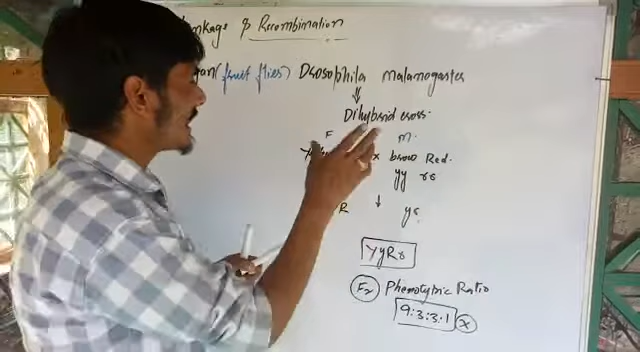 & Recombination
(fruit flies) Drosophila malanogaster
Dihybrid cross.
F m.
x brow Red.
yy rr
R yr
YyRr
F2 Phenotypic Ratio
9:3:3:1 x